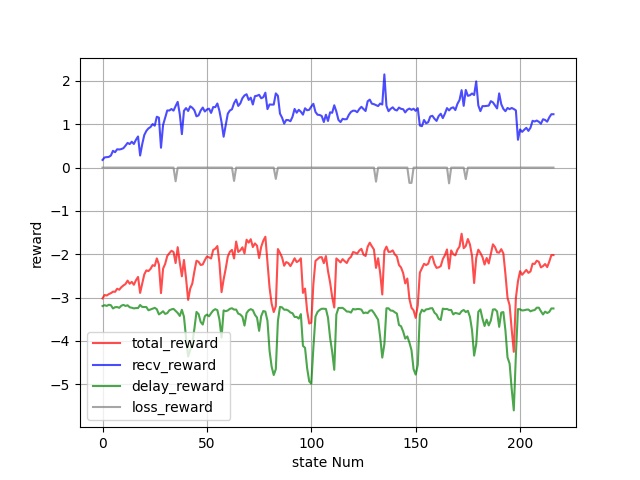 2
1
0
−1
−2
−3
−4
−5
reward
total_reward
recv_reward
delay_reward
loss_reward
0
50
100
150
200
state Num